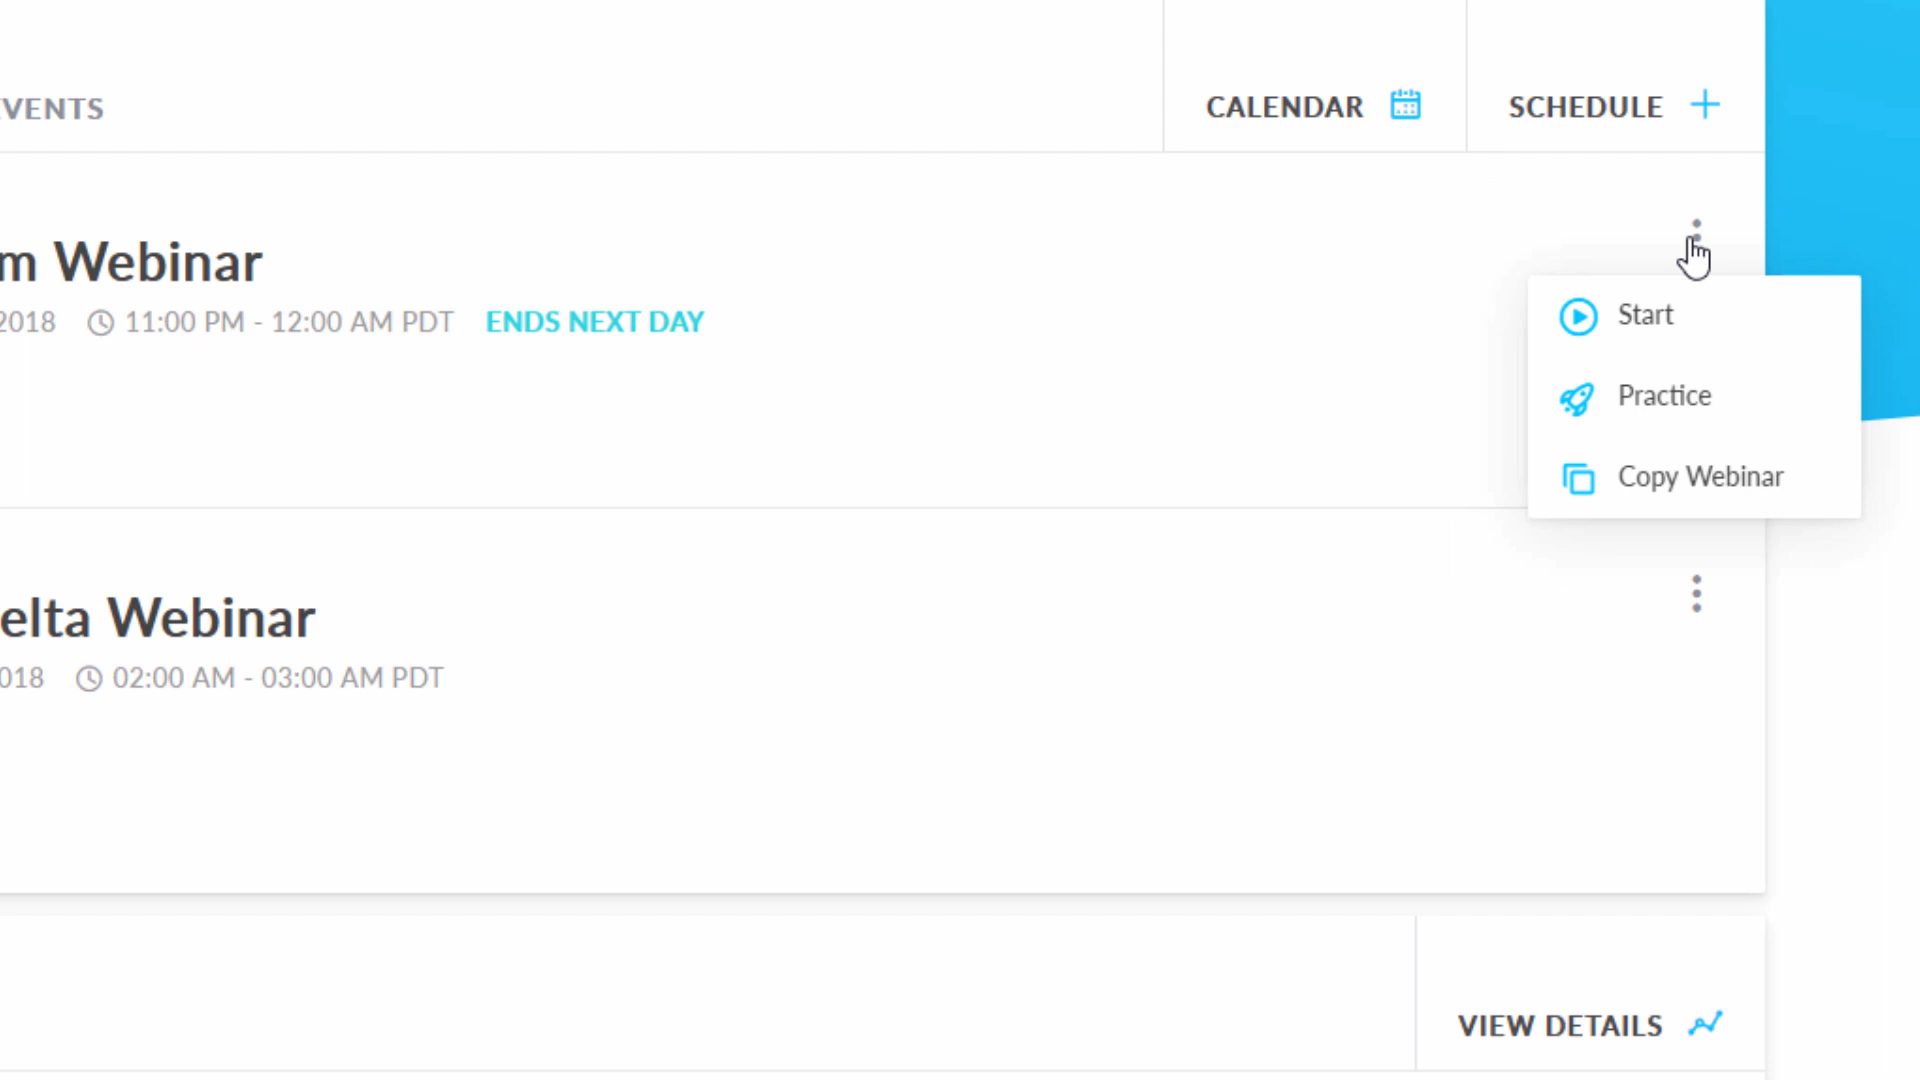 VENTS
CALENDAR
SCHEDULE
m Webinar
2018 11:00 PM - 12:00 AM PDT ENDS NEXT DAY
Start
Practice
Copy Webinar
elta Webinar
018 02:00 AM - 03:00 AM PDT
VIEW DETAILS